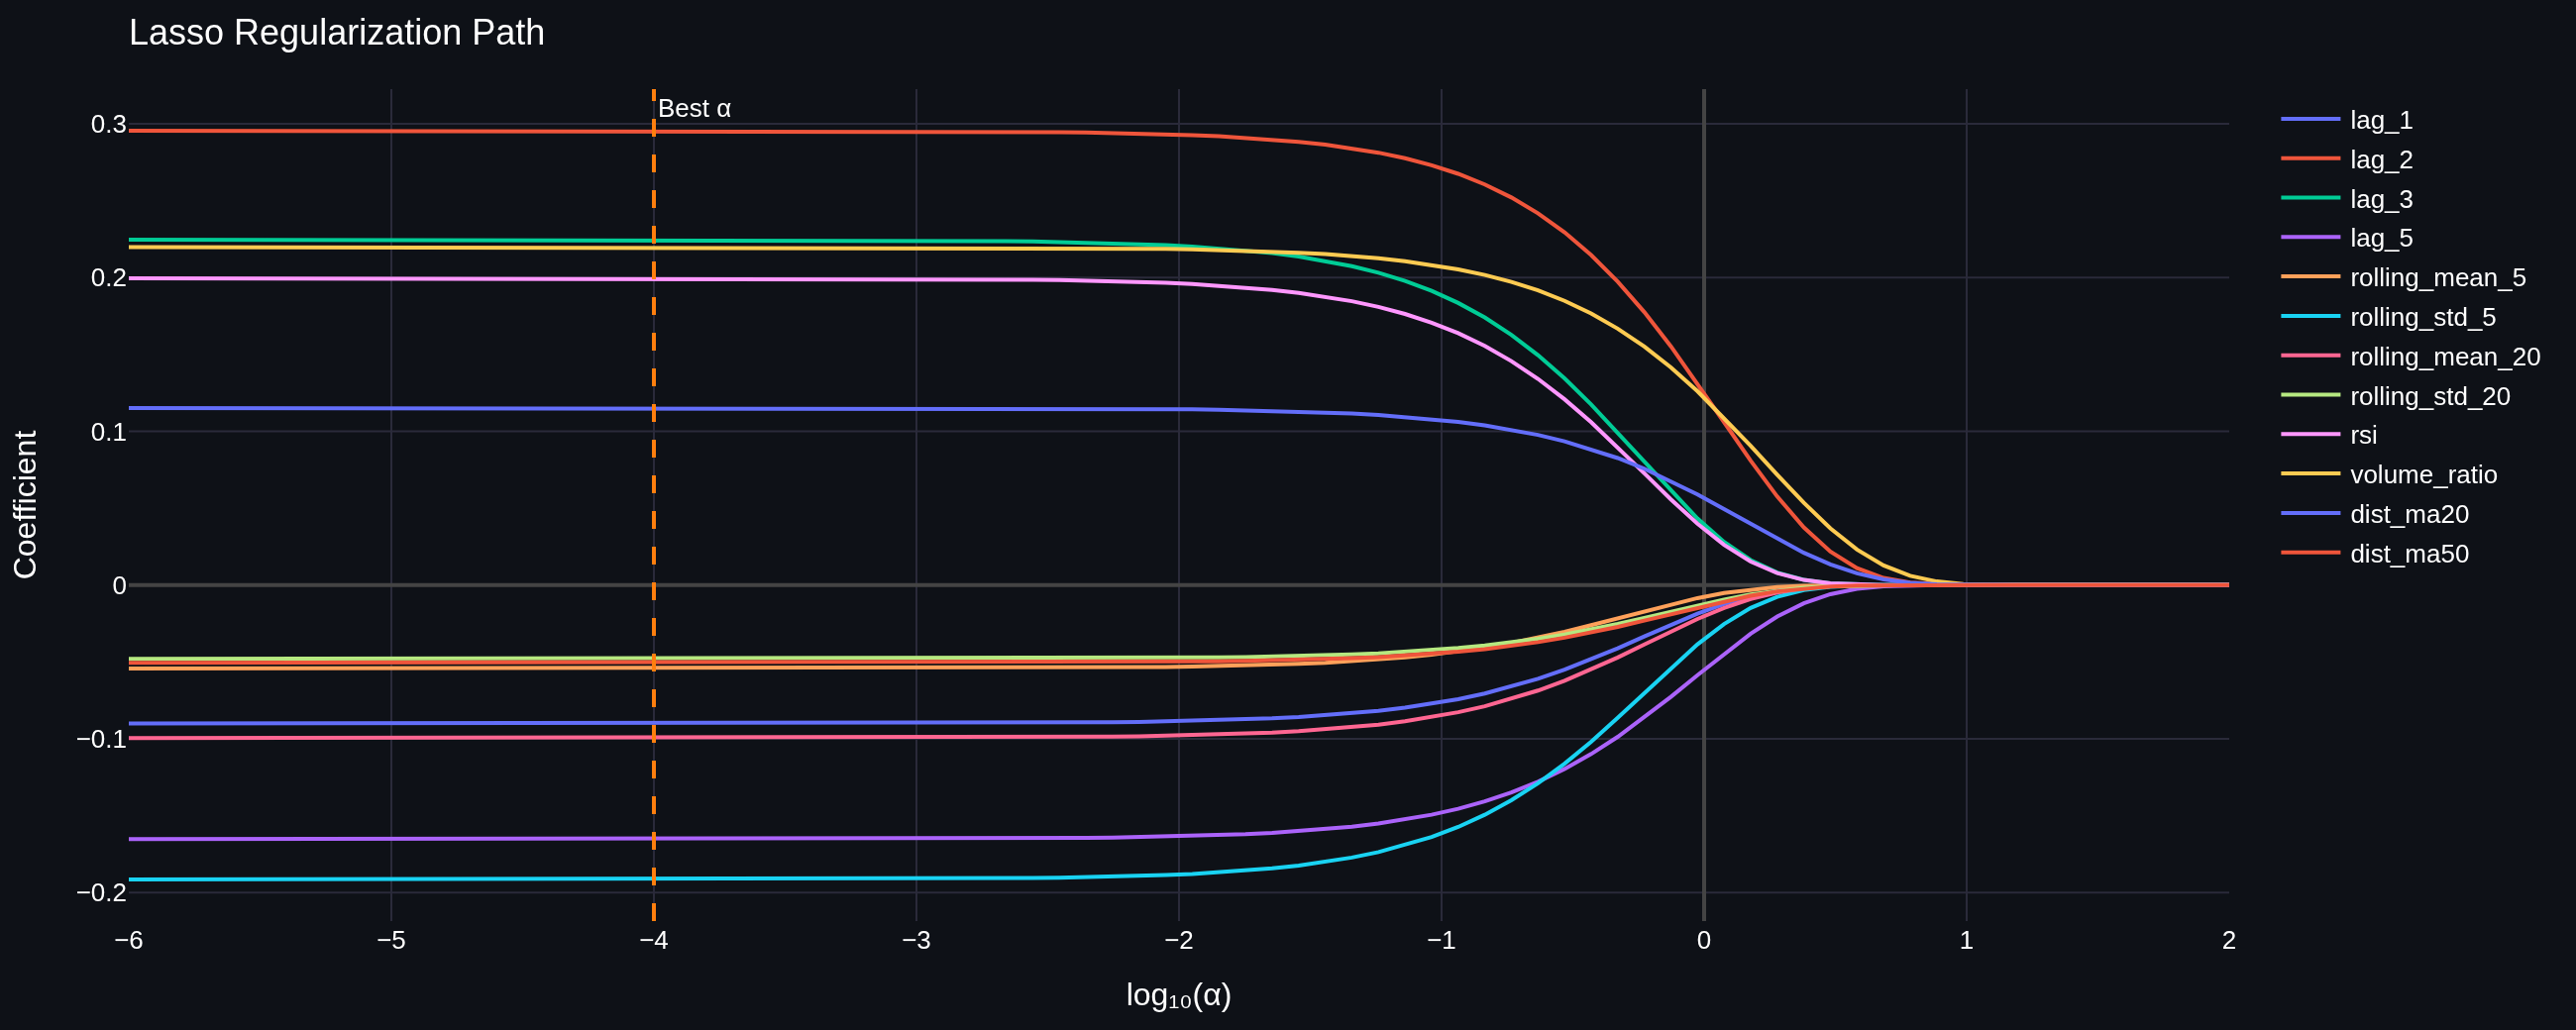 Lasso Regularization Path
Best α
0.3
0.2
0.1
0
−0.1
−0.2
Coefficient
−6
−5
−4
−3
−2
−1
0
1
2
log₁₀(α)
lag_1
lag_2
lag_3
lag_5
rolling_mean_5
rolling_std_5
rolling_mean_20
rolling_std_20
rsi
volume_ratio
dist_ma20
dist_ma50